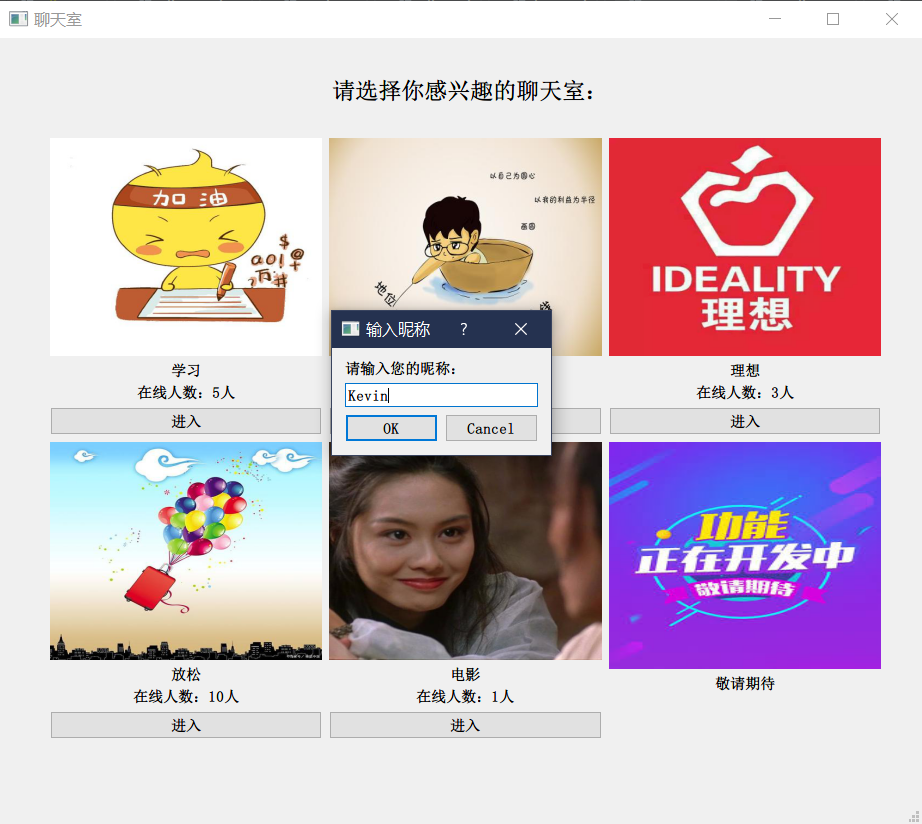 聊天室
请选择你感兴趣的聊天室：
加油
$
@
ao!
+
以自己为圆心
以我的利益为半径
画圆
地位
IDEALITY
理想
输入昵称
?
请输入您的昵称：
Kevin
OK
Cancel
学习
理想
在线人数：5人
在线人数：3人
进入
进入
功能
正在开发中
敬请期待
放松
电影
敬请期待
在线人数：10人
在线人数：1人
进入
进入